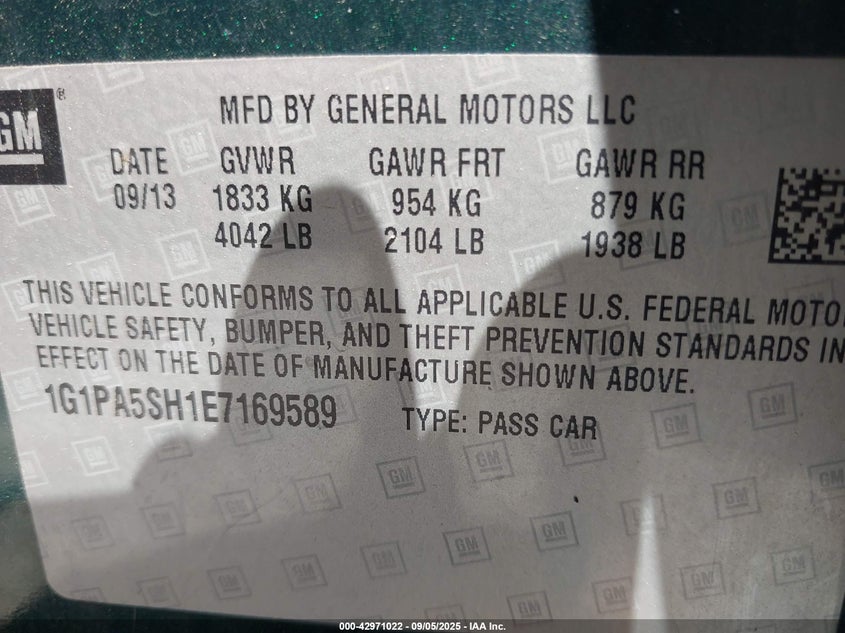 GM®
MFD BY GENERAL MOTORS LLC
DATE GVWR GAWR FRT GAWR RR
09/13 1833 KG 954 KG 879 KG
4042 LB 2104 LB 1938 LB
THIS VEHICLE CONFORMS TO ALL APPLICABLE U.S. FEDERAL MOTO
VEHICLE SAFETY, BUMPER, AND THEFT PREVENTION STANDARDS IN
EFFECT ON THE DATE OF MANUFACTURE SHOWN ABOVE.
1G1PA5SH1E7169589 TYPE: PASS CAR
000-42971022 - 09/05/2025 - IAA Inc.